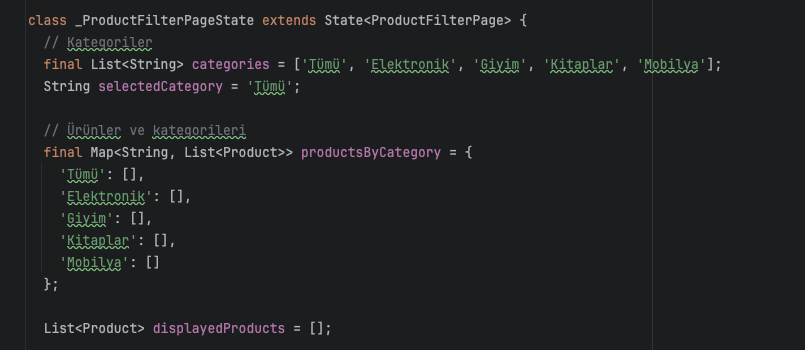 class _ProductFilterPageState extends State<ProductFilterPage> {
// Kategoriler
final List<String> categories = ['Tümü', 'Elektronik', 'Giyim', 'Kitaplar', 'Mobilya'];
String selectedCategory = 'Tümü';
// Ürünler ve kategorileri
final Map<String, List<Product>> productsByCategory = {
'Tümü': [],
'Elektronik': [],
'Giyim': [],
'Kitaplar': [],
'Mobilya': []
};
List<Product> displayedProducts = [];